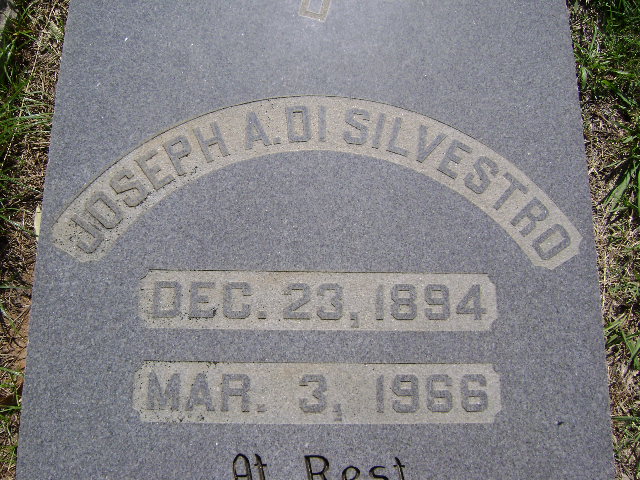 JOSEPH A. DI SILVESTRO
DEC. 23, 1894
MAR. 3, 1966
At Rest